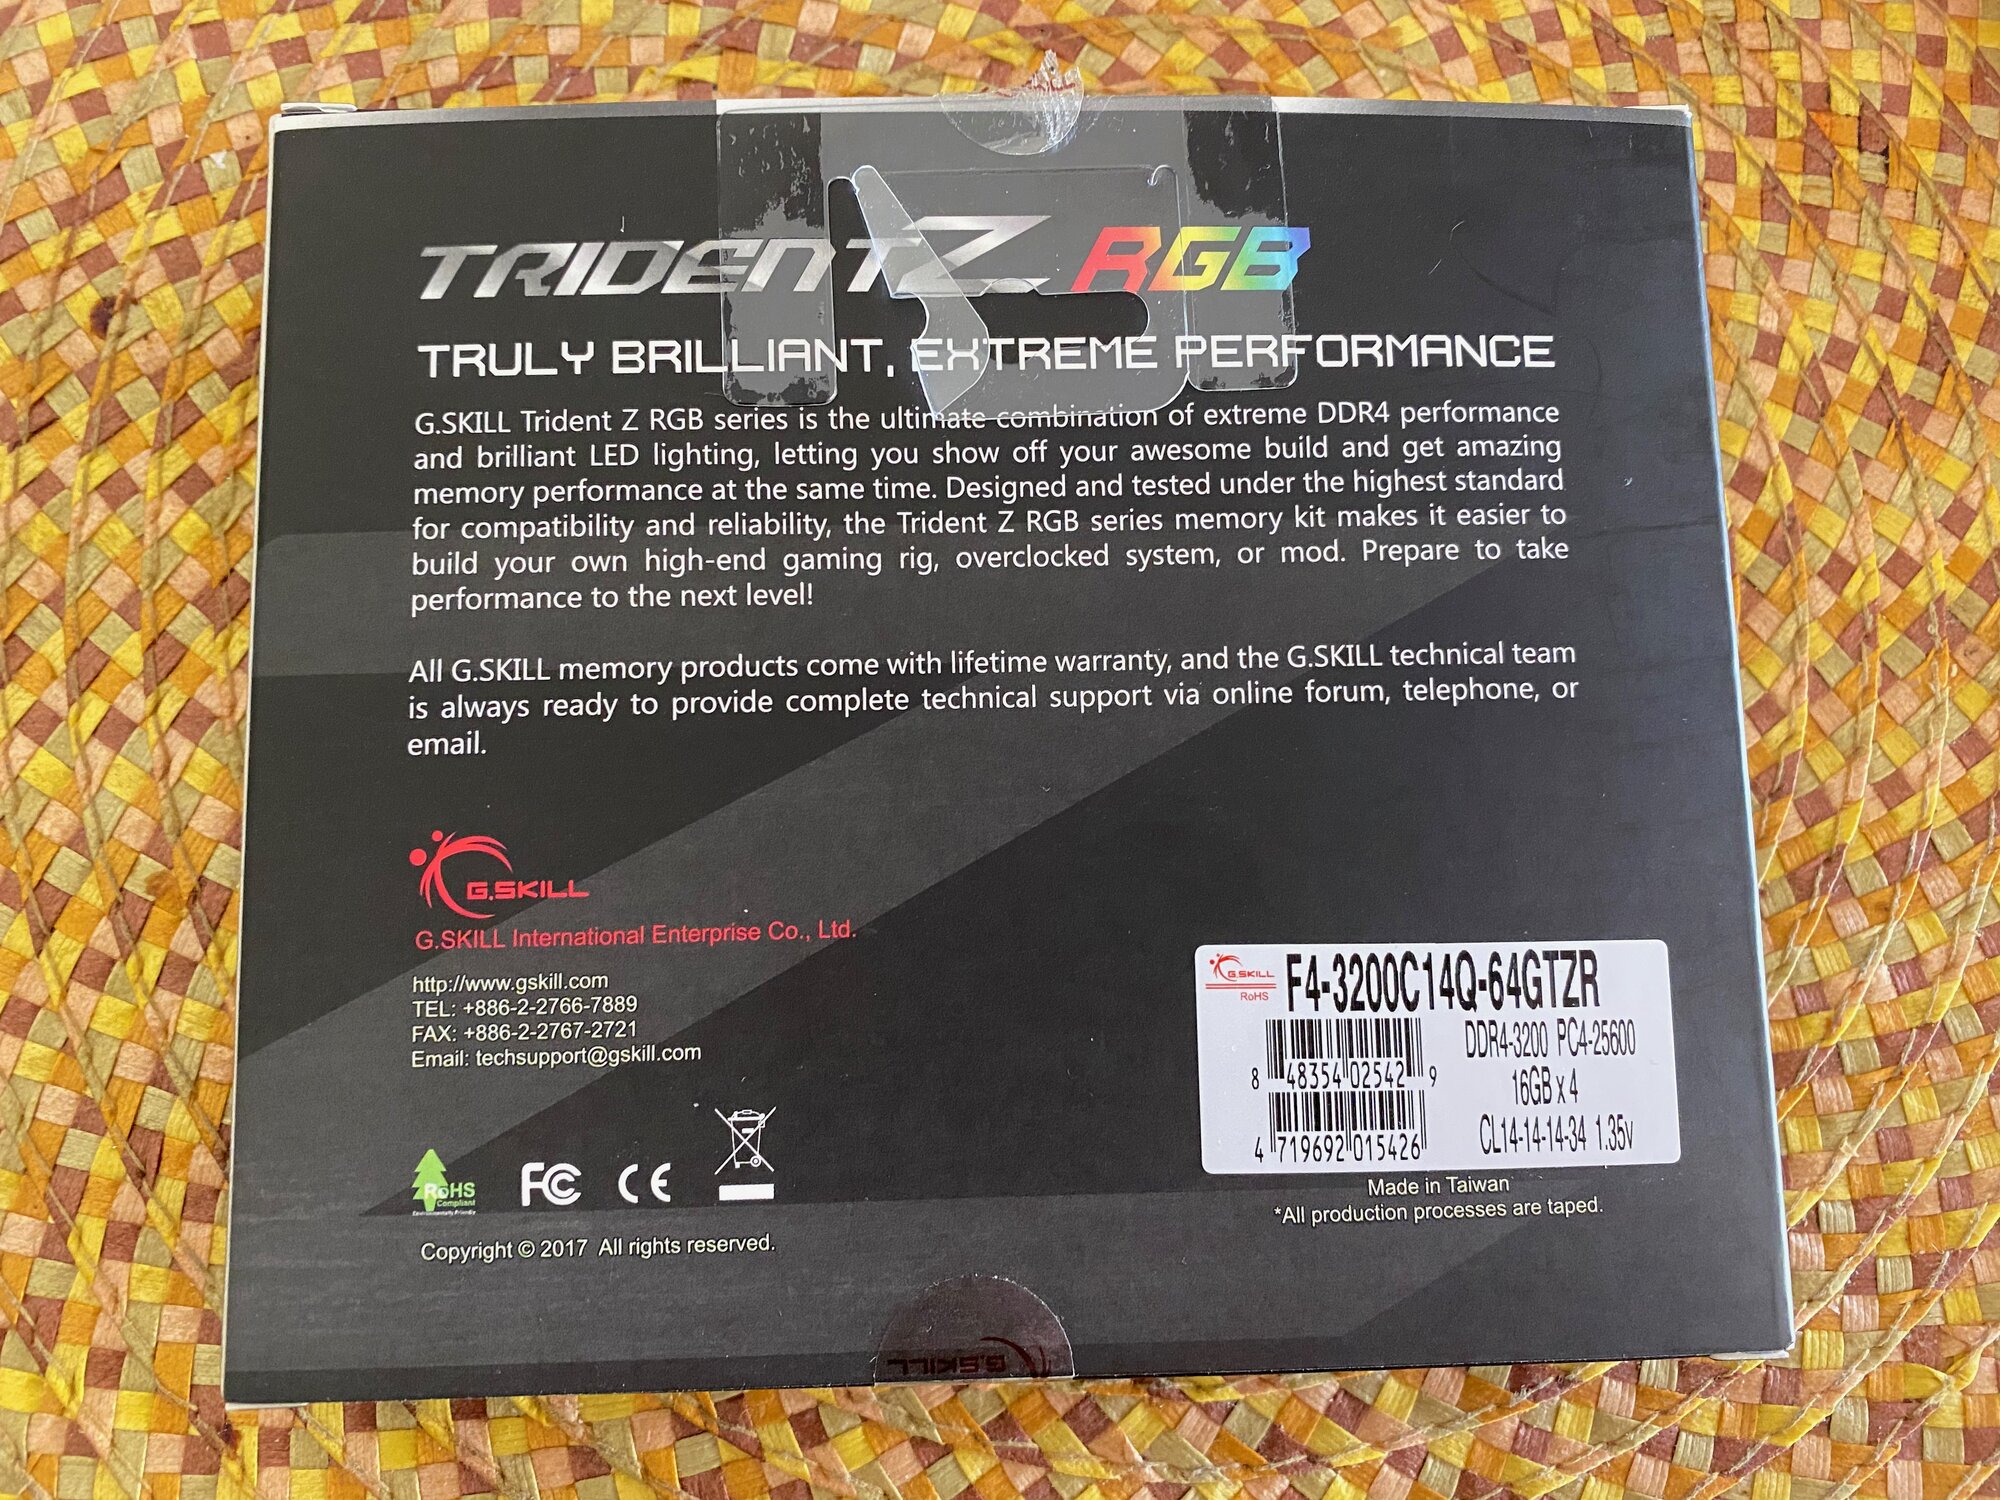 TRIDENT Z RGB
TRULY BRILLIANT, EXTREME PERFORMANCE
G.SKILL Trident Z RGB series is the ultimate combination of extreme DDR4 performance
and brilliant LED lighting, letting you show off your awesome build and get amazing
memory performance at the same time. Designed and tested under the highest standard
for compatibility and reliability, the Trident Z RGB series memory kit makes it easier to
build your own high-end gaming rig, overclocked system, or mod. Prepare to take
performance to the next level!
All G.SKILL memory products come with lifetime warranty, and the G.SKILL technical team
is always ready to provide complete technical support via online forum, telephone, or
email.
G.SKILL
G.SKILL International Enterprise Co., Ltd.
http://www.gskill.com
TEL: +886-2-2766-7889
FAX: +886-2-2767-2721
Email: techsupport@gskill.com
RoHS
Compliant
Environmentally Friendly
FC CE
Copyright © 2017 All rights reserved.
G.SKILL
RoHS
F4-3200C14Q-64GTZR
DDR4-3200 PC4-25600
16GB x 4
CL14-14-14-34 1.35v
8 48354 02542 9
4 719692 015426
Made in Taiwan
*All production processes are taped.
G.SKILL